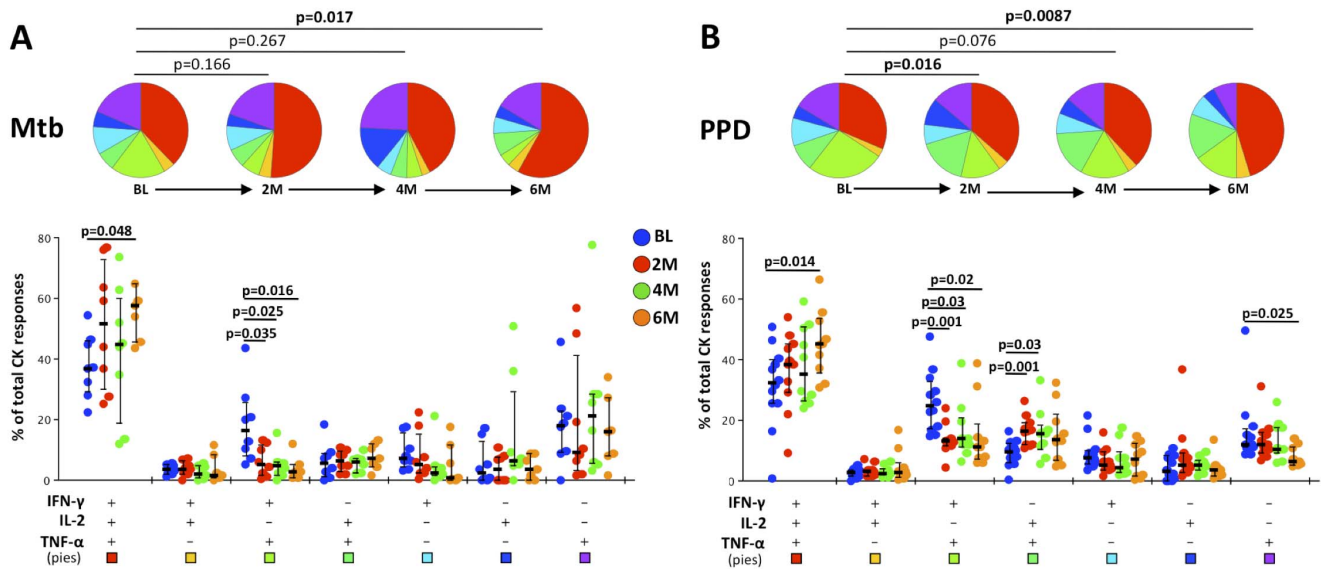 A
p=0.017
p=0.267
p=0.166
Mtb
BL
2M
4M
6M
80
60
40
20
0
% of total CK responses
p=0.048
p=0.016
p=0.025
p=0.035
BL
2M
4M
6M
IFN-γ + + + − + − −
IL-2 + + − + − + −
TNF-α + − + + − − +
(pies)
B
p=0.0087
p=0.076
p=0.016
PPD
BL
2M
4M
6M
80
60
40
20
0
% of total CK responses
p=0.014
p=0.02
p=0.03
p=0.001
p=0.03
p=0.001
p=0.025
IFN-γ + + + − + − −
IL-2 + + − + − + −
TNF-α + − + + − − +
(pies)